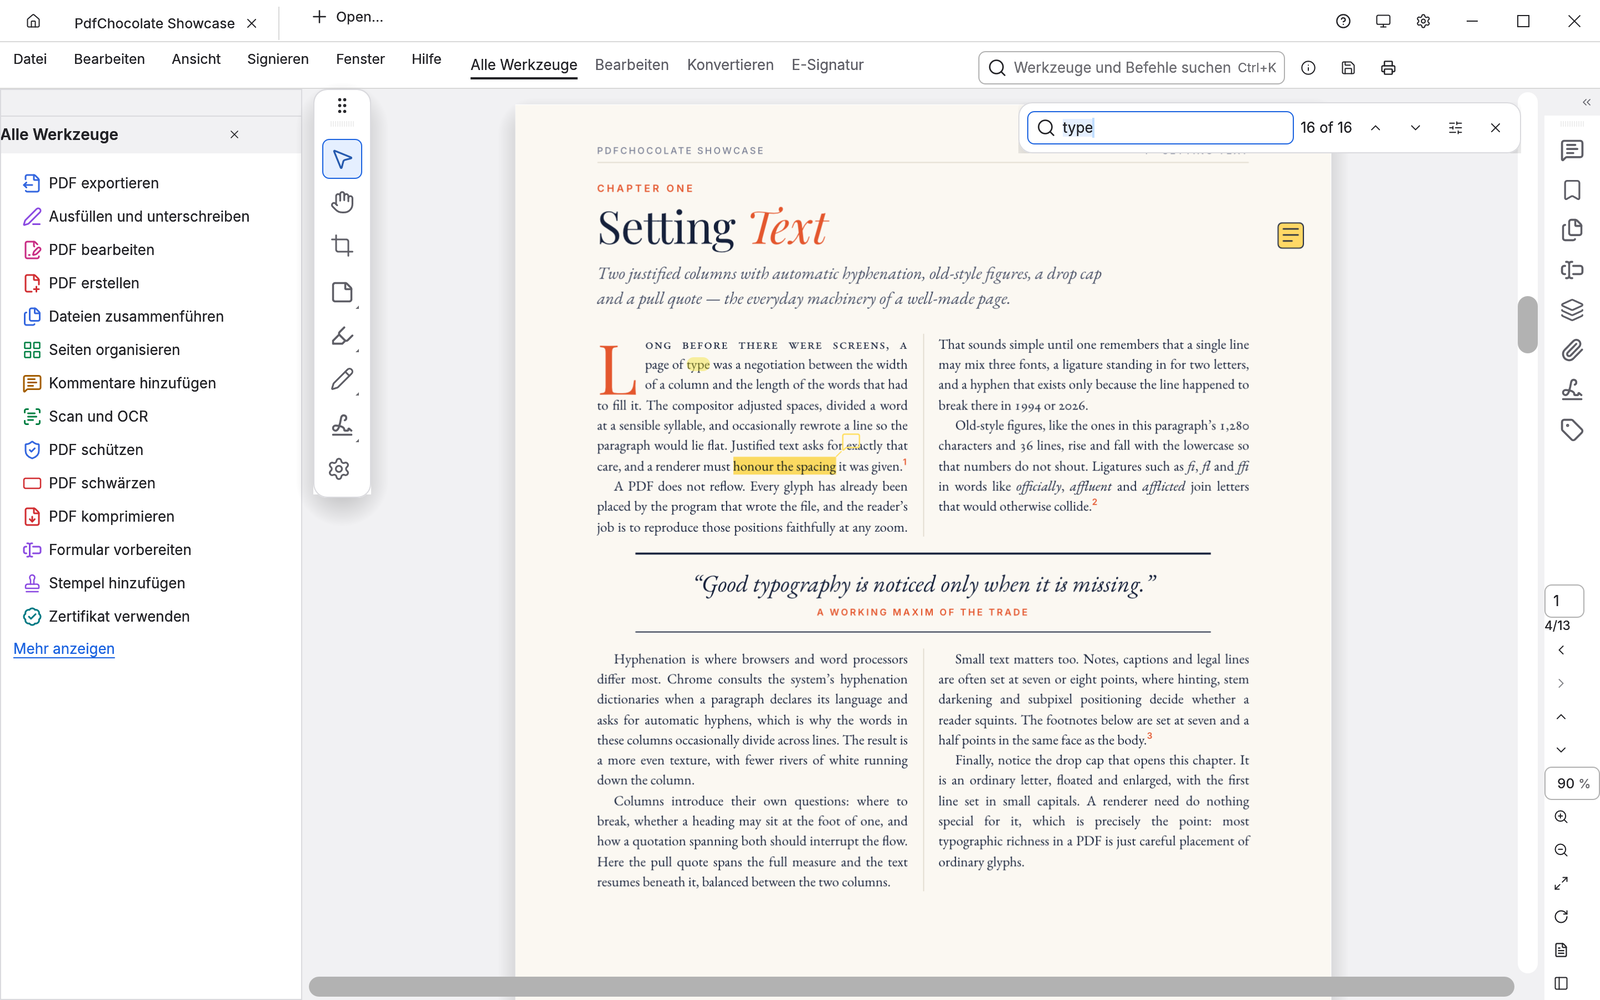 PdfChocolate Showcase
Open...
Datei Bearbeiten Ansicht Signieren Fenster Hilfe
Alle Werkzeuge Bearbeiten Konvertieren E-Signatur
Werkzeuge und Befehle suchen Ctrl+K
Alle Werkzeuge
PDF exportieren
Ausfüllen und unterschreiben
PDF bearbeiten
PDF erstellen
Dateien zusammenführen
Seiten organisieren
Kommentare hinzufügen
Scan und OCR
PDF schützen
PDF schwärzen
PDF komprimieren
Formular vorbereiten
Stempel hinzufügen
Zertifikat verwenden
Mehr anzeigen
type
16 of 16
PDFCHOCOLATE SHOWCASE
CHAPTER ONE
Setting Text
Two justified columns with automatic hyphenation, old-style figures, a drop cap
and a pull quote — the everyday machinery of a well-made page.
LONG BEFORE THERE WERE SCREENS, A
page of type was a negotiation between the width
of a column and the length of the words that had
to fill it. The compositor adjusted spaces, divided a word
at a sensible syllable, and occasionally rewrote a line so the
paragraph would lie flat. Justified text asks for exactly that
care, and a renderer must honour the spacing it was given.1
A PDF does not reflow. Every glyph has already been
placed by the program that wrote the file, and the reader’s
job is to reproduce those positions faithfully at any zoom.
That sounds simple until one remembers that a single line
may mix three fonts, a ligature standing in for two letters,
and a hyphen that exists only because the line happened to
break there in 1994 or 2026.
Old-style figures, like the ones in this paragraph’s 1,280
characters and 36 lines, rise and fall with the lowercase so
that numbers do not shout. Ligatures such as fi, fl and ffi
in words like officially, affluent and afflicted join letters
that would otherwise collide.2
“Good typography is noticed only when it is missing.”
A WORKING MAXIM OF THE TRADE
Hyphenation is where browsers and word processors
differ most. Chrome consults the system’s hyphenation
dictionaries when a paragraph declares its language and
asks for automatic hyphens, which is why the words in
these columns occasionally divide across lines. The result is
a more even texture, with fewer rivers of white running
down the column.
Columns introduce their own questions: where to
break, whether a heading may sit at the foot of one, and
how a quotation spanning both should interrupt the flow.
Here the pull quote spans the full measure and the text
resumes beneath it, balanced between the two columns.
Small text matters too. Notes, captions and legal lines
are often set at seven or eight points, where hinting, stem
darkening and subpixel positioning decide whether a
reader squints. The footnotes below are set at seven and a
half points in the same face as the body.3
Finally, notice the drop cap that opens this chapter. It
is an ordinary letter, floated and enlarged, with the first
line set in small capitals. A renderer need do nothing
special for it, which is precisely the point: most
typographic richness in a PDF is just careful placement of
ordinary glyphs.
1
4/13
90 %